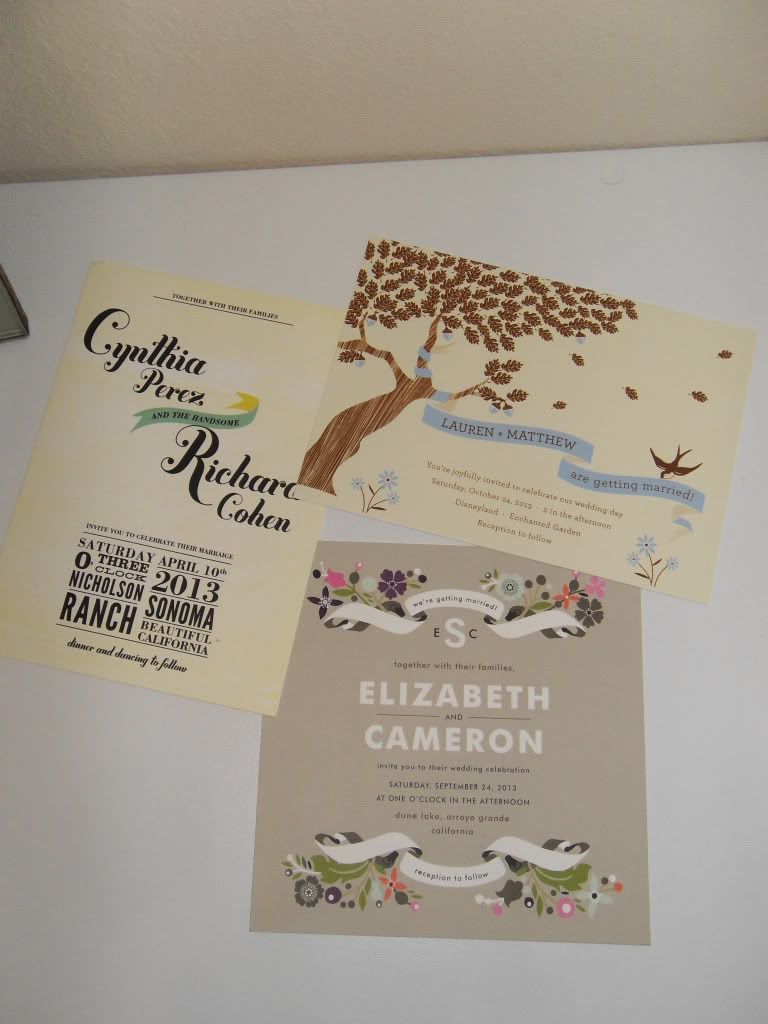 TOGETHER WITH THEIR FAMILIES
Cynthia
Perez
AND THE HANDSOME
Richard
Cohen
INVITE YOU TO CELEBRATE THEIR MARRAIGE
SATURDAY
THREE
O'CLOCK
NICHOLSON
RANCH
APRIL 10th
2013
SONOMA
BEAUTIFUL
CALIFORNIA
dinner and dancing to follow
LAUREN + MATTHEW
are getting married!
You're joyfully invited to celebrate our wedding day
Saturday, October 24, 2013 · 2 in the afternoon
Disneyland · Enchanted Garden
Reception to follow
we're getting married!
E S C
together with their families,
ELIZABETH
AND
CAMERON
invite you to their wedding celebration
SATURDAY, SEPTEMBER 24, 2013
AT ONE O'CLOCK IN THE AFTERNOON
dune lake, arroyo grande
california
reception to follow